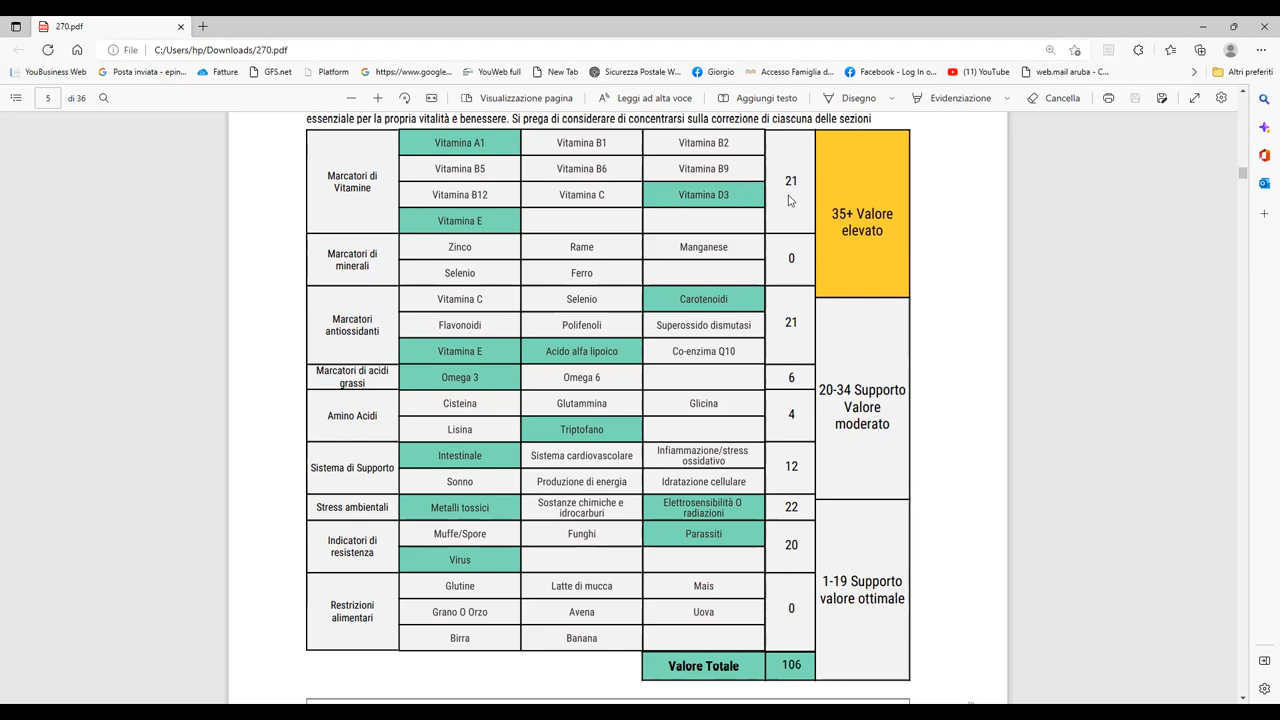 270.pdf
File
C:/Users/hp/Downloads/270.pdf
YouBusiness Web
Posta inviata - epin...
Fatture
GFS.net
Platform
https://www.google...
YouWeb full
New Tab
Sicurezza Postale W...
Giorgio
Accesso Famiglia d...
Facebook - Log In o...
(11) YouTube
web.mail aruba - C...
Altri preferiti
5
di 36
Visualizzazione pagina
Leggi ad alta voce
Aggiungi testo
Disegno
Evidenziazione
Cancella
essenziale per la propria vitalità e benessere. Si prega di considerare di concentrarsi sulla correzione di ciascuna delle sezioni
Marcatori di
Vitamine
Vitamina A1
Vitamina B1
Vitamina B2
Vitamina B5
Vitamina B6
Vitamina B9
Vitamina B12
Vitamina C
Vitamina D3
Vitamina E
21
Marcatori di
minerali
Zinco
Rame
Manganese
Selenio
Ferro
0
Marcatori
antiossidanti
Vitamina C
Selenio
Carotenoidi
Flavonoidi
Polifenoli
Superossido dismutasi
Vitamina E
Acido alfa lipoico
Co-enzima Q10
21
Marcatori di acidi
grassi
Omega 3
Omega 6
6
Amino Acidi
Cisteina
Glutammina
Glicina
Lisina
Triptofano
4
Sistema di Supporto
Intestinale
Sistema cardiovascolare
Infiammazione/stress
ossidativo
Sonno
Produzione di energia
Idratazione cellulare
12
Stress ambientali
Metalli tossici
Sostanze chimiche e
idrocarburi
Elettrosensibilità O
radiazioni
22
Indicatori di
resistenza
Muffe/Spore
Funghi
Parassiti
Virus
20
Restrizioni
alimentari
Glutine
Latte di mucca
Mais
Grano O Orzo
Avena
Uova
Birra
Banana
0
Valore Totale
106
35+ Valore
elevato
20-34 Supporto
Valore
moderato
1-19 Supporto
valore ottimale